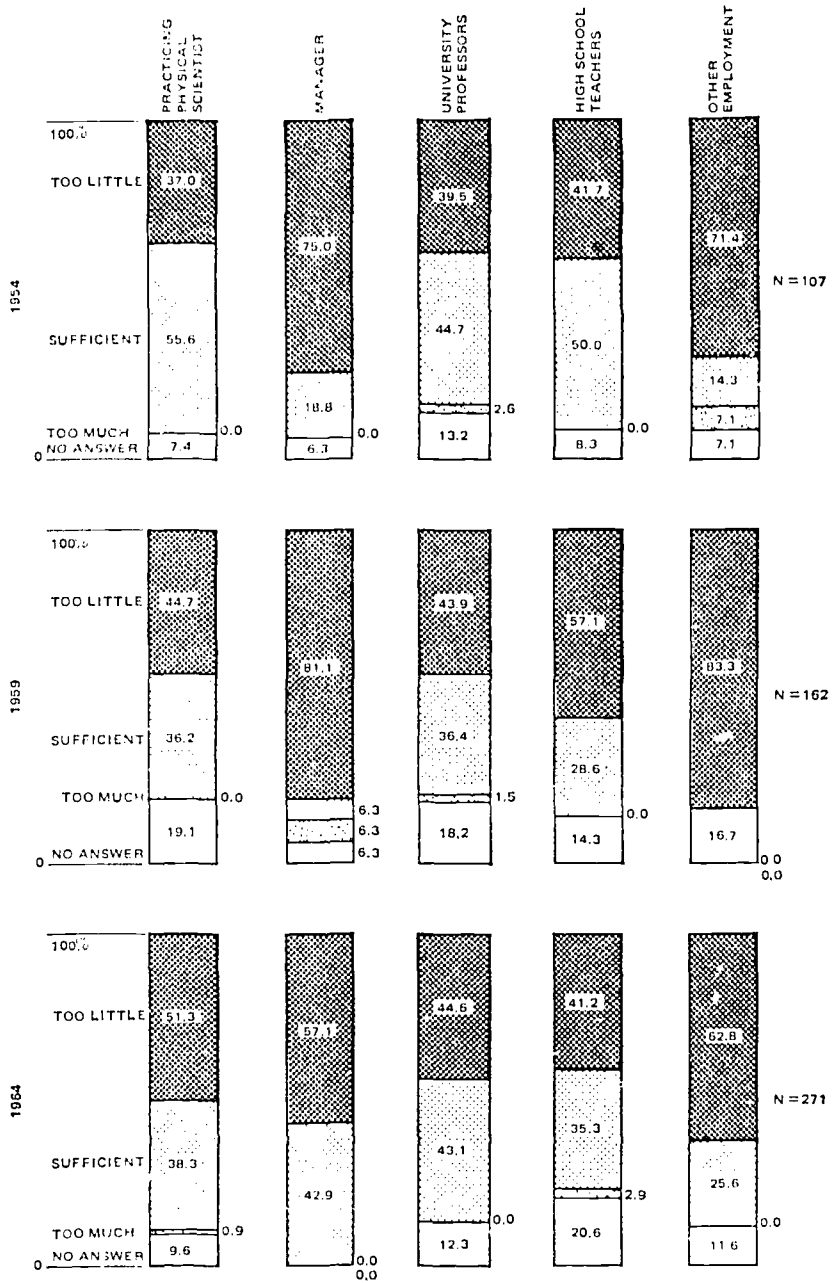 PRACTICING
PHYSICAL
SCIENTIST
MANAGER
UNIVERSITY
PROFESSORS
HIGH SCHOOL
TEACHERS
OTHER
EMPLOYMENT
1954
100%
TOO LITTLE
SUFFICIENT
TOO MUCH
NO ANSWER
0
37.0
55.6
0.0
7.4
75.0
18.8
0.0
6.3
39.5
44.7
2.6
13.2
41.7
50.0
0.0
8.3
71.4
14.3
7.1
7.1
N = 107
1959
100%
TOO LITTLE
SUFFICIENT
TOO MUCH
NO ANSWER
0
44.7
36.2
0.0
19.1
81.1
6.3
6.3
6.3
43.9
36.4
1.5
18.2
57.1
28.6
0.0
14.3
83.3
16.7
0.0
0.0
N = 162
1964
100%
TOO LITTLE
SUFFICIENT
TOO MUCH
NO ANSWER
0
51.3
38.3
0.9
9.6
57.1
42.9
0.0
0.0
44.6
43.1
0.0
12.3
41.2
35.3
2.9
20.6
62.8
25.6
0.0
11.6
N = 271